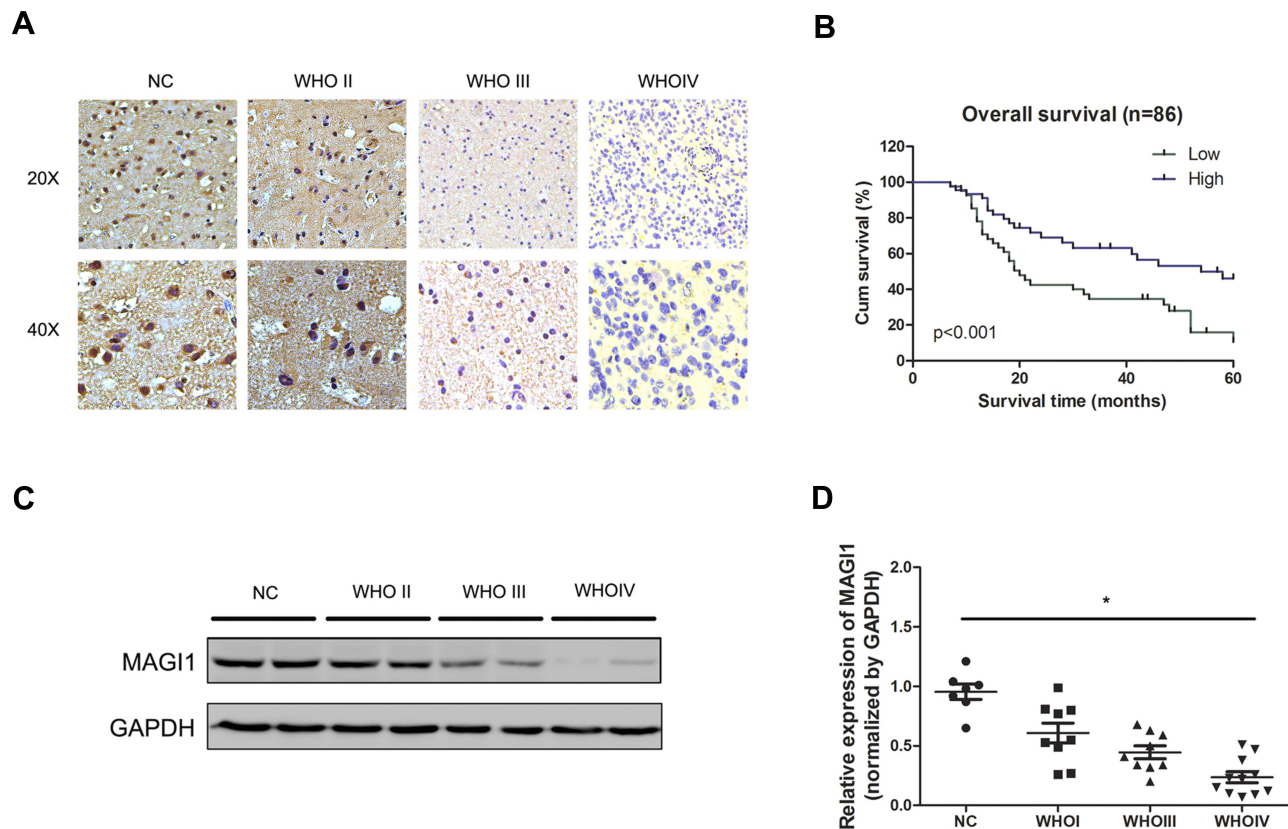 A
NC WHO II WHO III WHOIV
20X
40X
B
Overall survival (n=86)
Low
High
Cum survival (%)
120
100
80
60
40
20
0
p<0.001
0 20 40 60
Survival time (months)
C
NC WHO II WHO III WHOIV
MAGI1
GAPDH
D
Relative expression of MAGI1
(normalized by GAPDH)
2.0
1.5
1.0
0.5
0.0
*
NC WHOI WHOIII WHOIV